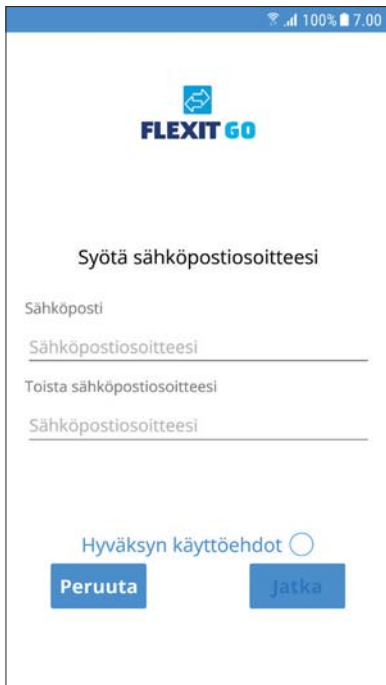 100% 7.00
FLEXIT GO
Syötä sähköpostiosoitteesi
Sähköposti
Sähköpostiosoitteesi
Toista sähköpostiosoitteesi
Sähköpostiosoitteesi
Hyväksyn käyttöehdot
Peruuta Jatka